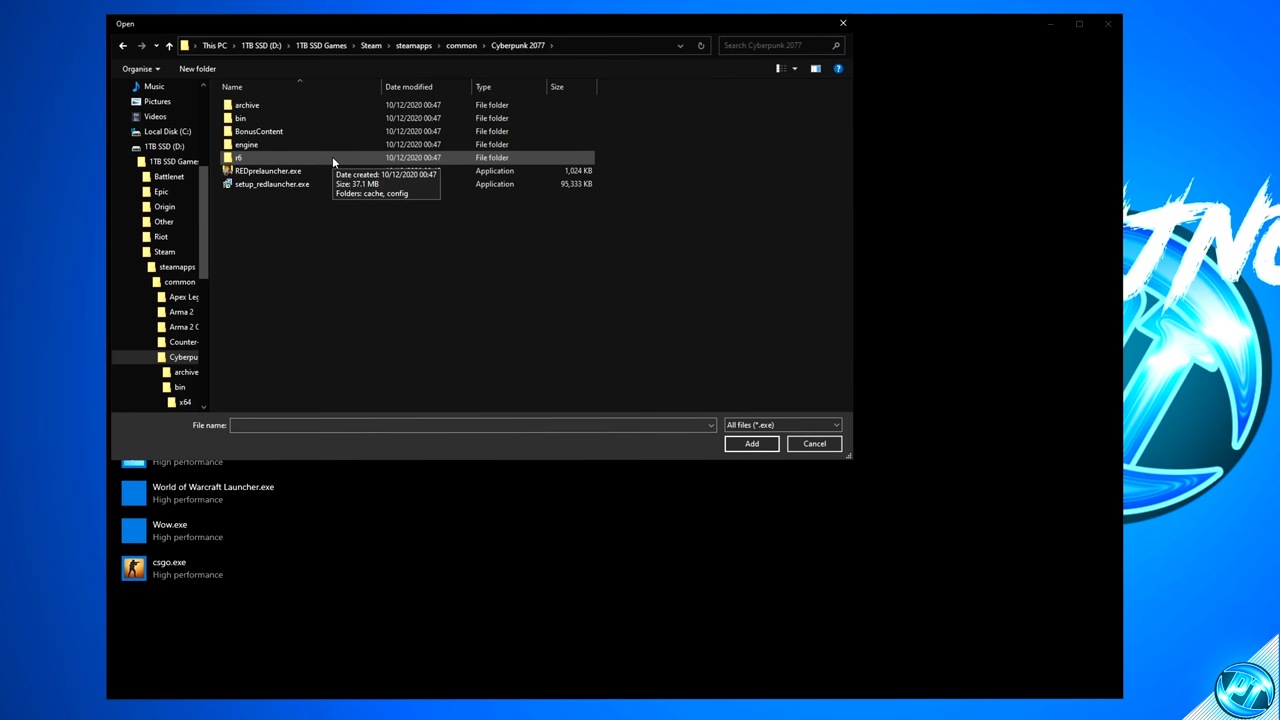 Open
This PC > 1TB SSD (D:) > 1TB SSD Games > Steam > steamapps > common > Cyberpunk 2077 >
Search Cyberpunk 2077
Organise
New folder
Music
Pictures
Videos
Local Disk (C:)
1TB SSD (D:)
1TB SSD Game
Battlenet
Epic
Origin
Other
Riot
Steam
steamapps
common
Apex Leg
Arma 2
Arma 2 C
Counter-
Cyberpu
archive
bin
x64
Name Date modified Type Size
archive 10/12/2020 00:47 File folder
bin 10/12/2020 00:47 File folder
BonusContent 10/12/2020 00:47 File folder
engine 10/12/2020 00:47 File folder
r6 10/12/2020 00:47 File folder
REDprelauncher.exe Application 1,024 KB
setup_redlauncher.exe Application 95,333 KB
Date created: 10/12/2020 00:47
Size: 37.1 MB
Folders: cache, config
File name:
All files (*.exe)
Add
Cancel
High performance
World of Warcraft Launcher.exe
High performance
Wow.exe
High performance
csgo.exe
High performance